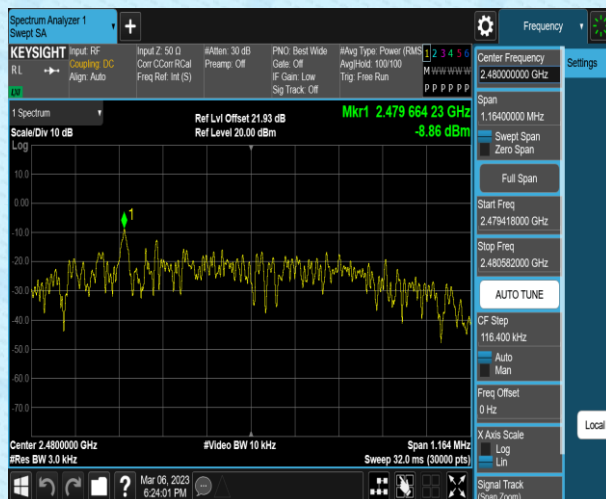 Spectrum Analyzer 1
Swept SA
+
Frequency
KEYSIGHT
RL
Input: RF
Coupling: DC
Align: Auto
Input Z: 50 Ω
Corr CCorr RCal
Freq Ref: Int (S)
#Atten: 30 dB
Preamp: Off
PNO: Best Wide
Gate: Off
IF Gain: Low
Sig Track: Off
#Avg Type: Power (RMS
Avg|Hold: 100/100
Trig: Free Run
1 2 3 4 5 6
M W W W W W
P P P P P P
LXI
1 Spectrum
Scale/Div 10 dB
Ref Lvl Offset 21.93 dB
Ref Level 20.00 dBm
Mkr1 2.479 664 23 GHz
-8.86 dBm
Log
10.0
0.00
-10.0
-20.0
-30.0
-40.0
-50.0
-60.0
-70.0
1
Center 2.4800000 GHz
#Res BW 3.0 kHz
#Video BW 10 kHz
Span 1.164 MHz
Sweep 32.0 ms (30000 pts)
Mar 06, 2023
6:24:01 PM
?
Center Frequency
2.480000000 GHz
Settings
Span
1.16400000 MHz
Swept Span
Zero Span
Full Span
Start Freq
2.479418000 GHz
Stop Freq
2.480582000 GHz
AUTO TUNE
CF Step
116.400 kHz
Auto
Man
Freq Offset
0 Hz
Local
X Axis Scale
Log
Lin
Signal Track
(Span Zoom)